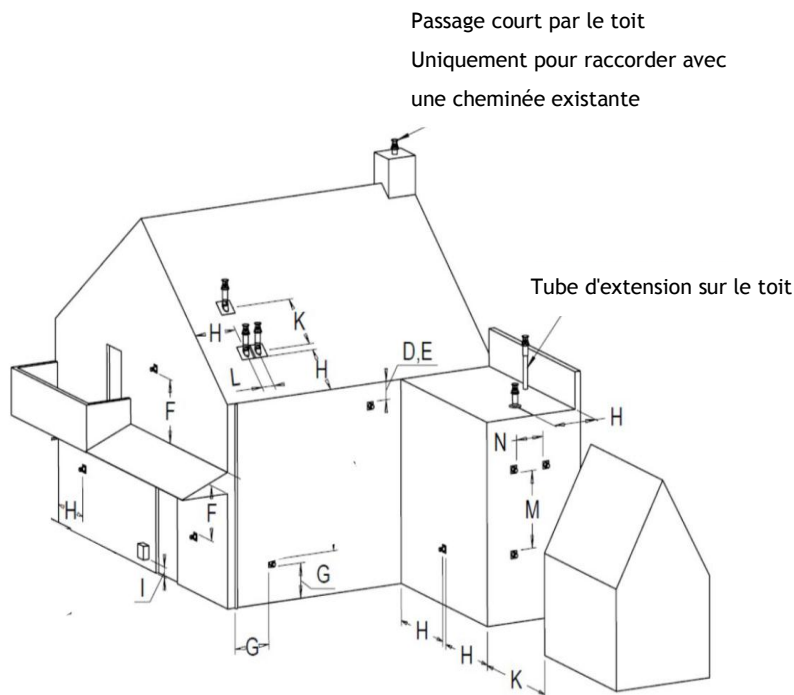 Passage court par le toit
Uniquement pour raccorder avec
une cheminée existante
Tube d'extension sur le toit
K
H
D,E
L
H
F
H
N
M
H
F
I
G
G
H
H
K